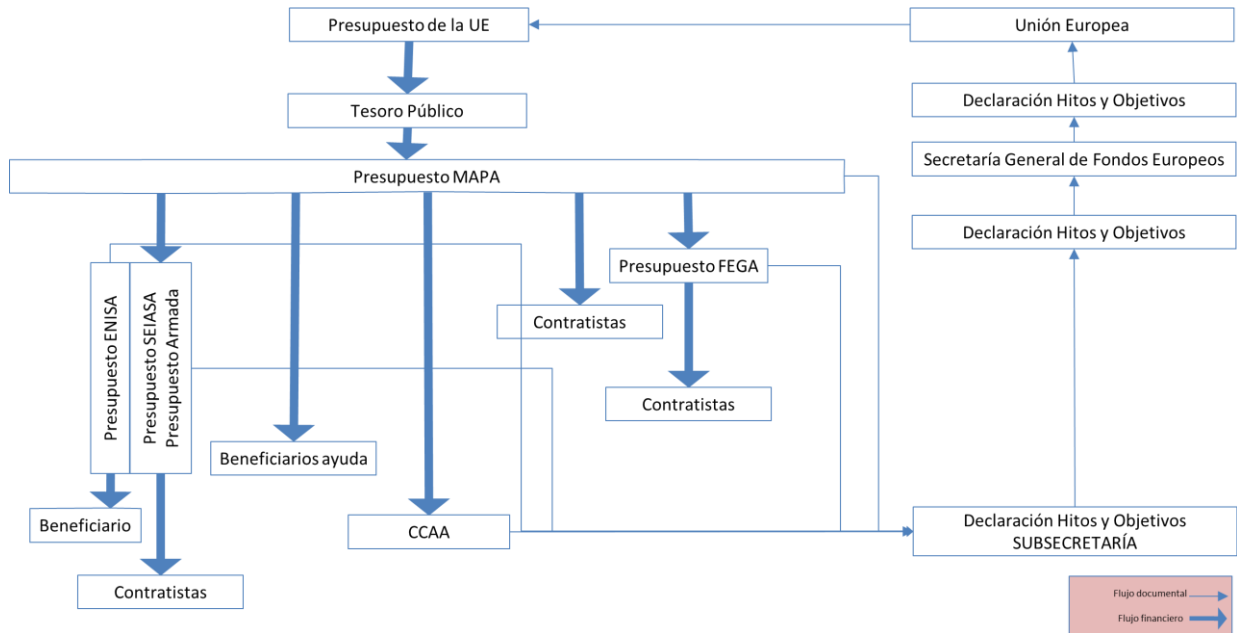 Presupuesto de la UE
Unión Europea
Tesoro Público
Declaración Hitos y Objetivos
Presupuesto MAPA
Secretaría General de Fondos Europeos
Declaración Hitos y Objetivos
Presupuesto ENISA
Presupuesto SEIASA
Presupuesto Armada
Presupuesto FEGA
Contratistas
Contratistas
Beneficiarios ayuda
Beneficiario
CCAA
Declaración Hitos y Objetivos
SUBSECRETARÍA
Contratistas
Flujo documental
Flujo financiero